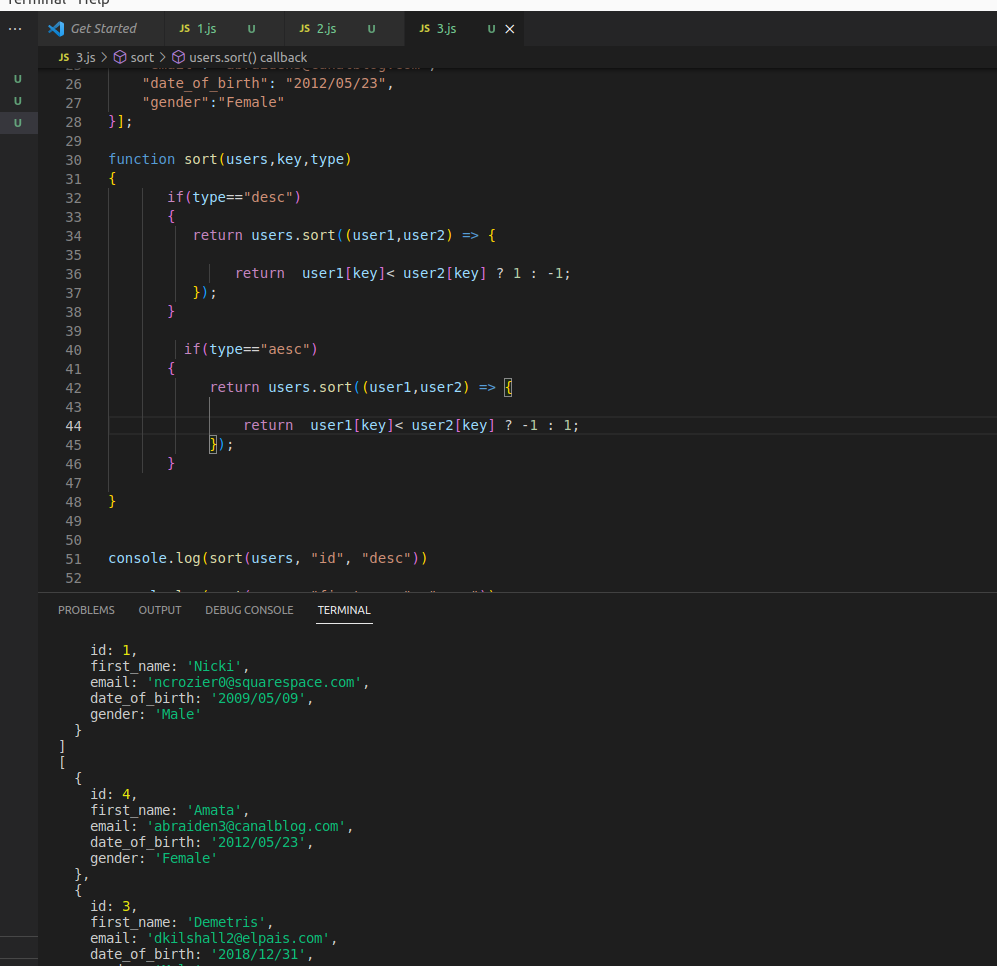 Terminal Help
... Get Started JS 1.js U JS 2.js U JS 3.js U ×
JS 3.js > sort > users.sort() callback
U
U
U
26 "date_of_birth": "2012/05/23",
27 "gender":"Female"
28 }];
29
30 function sort(users,key,type)
31 {
32 if(type=="desc")
33 {
34 return users.sort((user1,user2) => {
35
36 return user1[key]< user2[key] ? 1 : -1;
37 });
38 }
39
40 if(type=="aesc")
41 {
42 return users.sort((user1,user2) => {
43
44 return user1[key]< user2[key] ? -1 : 1;
45 });
46 }
47
48 }
49
50
51 console.log(sort(users, "id", "desc"))
52
PROBLEMS OUTPUT DEBUG CONSOLE TERMINAL
id: 1,
first_name: 'Nicki',
email: 'ncrozier0@squarespace.com',
date_of_birth: '2009/05/09',
gender: 'Male'
}
]
[
{
id: 4,
first_name: 'Amata',
email: 'abraiden3@canalblog.com',
date_of_birth: '2012/05/23',
gender: 'Female'
},
{
id: 3,
first_name: 'Demetris',
email: 'dkilshall2@elpais.com',
date_of_birth: '2018/12/31',